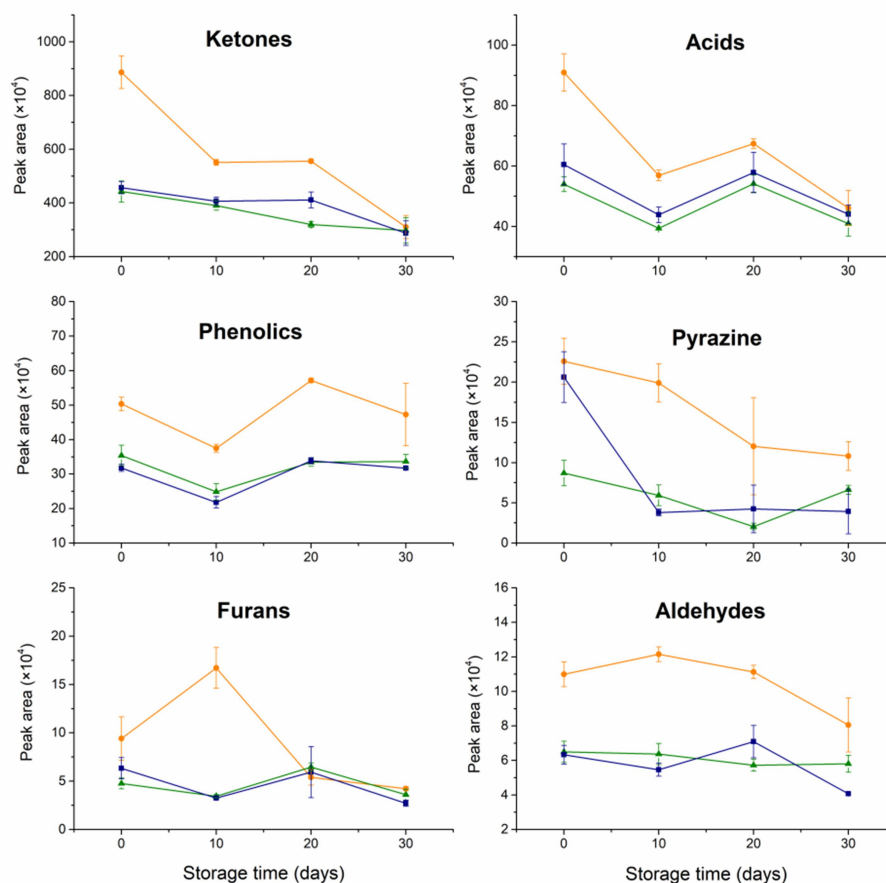 Ketones
Peak area (×10⁴)
1000
800
600
400
200
0 10 20 30
Acids
Peak area (×10⁴)
100
80
60
40
0 10 20 30
Phenolics
Peak area (×10⁴)
80
70
60
50
40
30
20
10
0 10 20 30
Pyrazine
Peak area (×10⁴)
30
25
20
15
10
5
0
0 10 20 30
Furans
Peak area (×10⁴)
25
20
15
10
5
0
0 10 20 30
Storage time (days)
Aldehydes
Peak area (×10⁴)
16
14
12
10
8
6
4
2
0 10 20 30
Storage time (days)